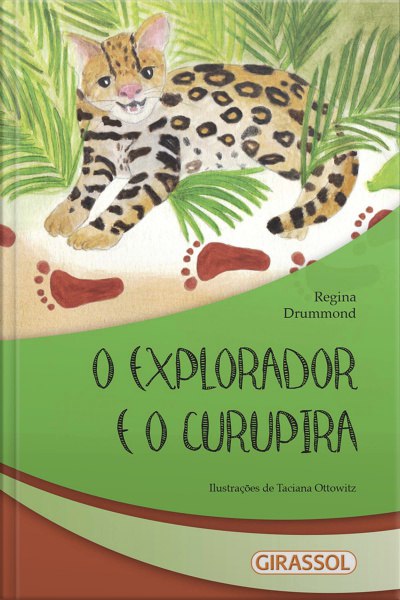 Regina
Drummond
O EXPLORADOR
E O CURUPIRA
Ilustrações de Taciana Ottowitz
GIRASSOL